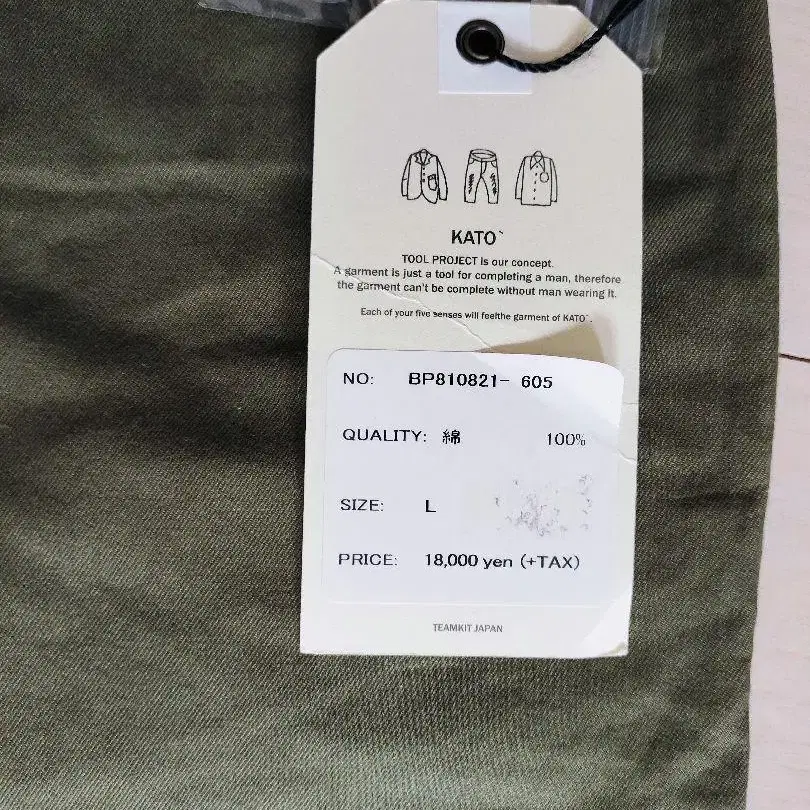 KATO`
TOOL PROJECT is our concept.
A garment is just a tool for completing a man, therefore
the garment can't be complete without man wearing it.
Each of your five senses will feelthe garment of KATO`.
NO: BP810821- 605
QUALITY: 綿 100%
SIZE: L
PRICE: 18,000 yen (+TAX)
TEAMKIT JAPAN